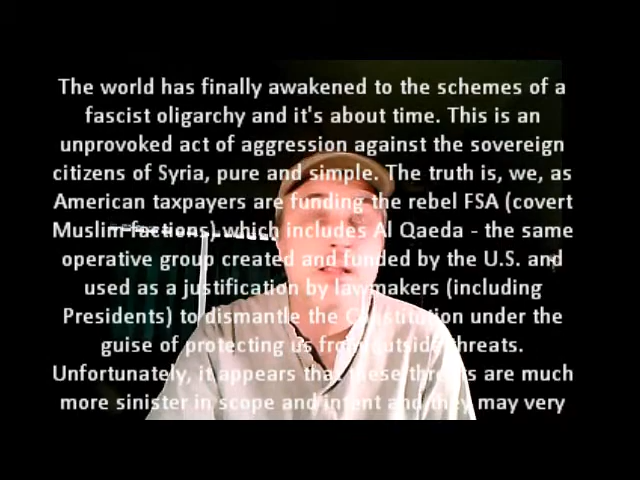 The world has finally awakened to the schemes of a
fascist oligarchy and it's about time. This is an
unprovoked act of aggression against the sovereign
citizens of Syria, pure and simple. The truth is, we, as
American taxpayers are funding the rebel FSA (covert
Muslim factions) which includes Al Qaeda - the same
operative group created and funded by the U.S. and
used as a justification by lawmakers (including
Presidents) to dismantle the Constitution under the
guise of protecting us from outside threats.
Unfortunately, it appears that these threats are much
more sinister in scope and intent and they may very